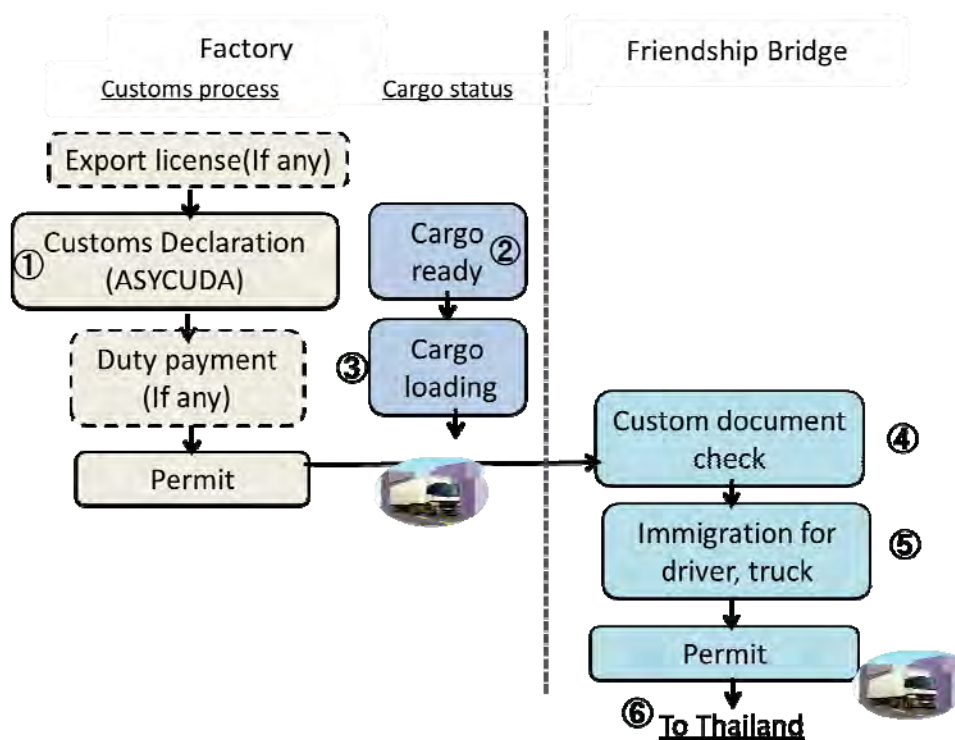 Factory
Friendship Bridge
Customs process
Cargo status
Export license(If any)
① Customs Declaration
(ASYCUDA)
Cargo
ready ②
Duty payment
(If any)
③ Cargo
loading
Permit
Custom document
check ④
Immigration for
driver, truck ⑤
Permit
⑥ To Thailand